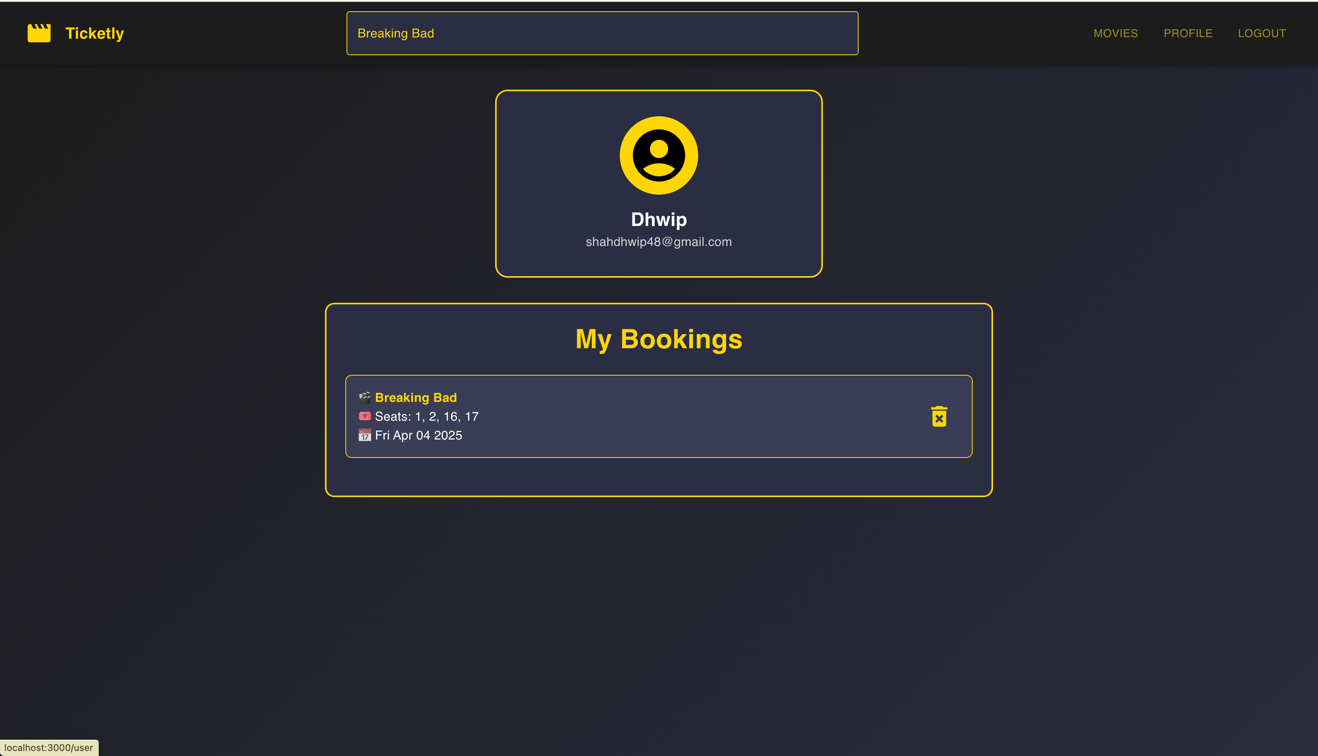 Ticketly
Breaking Bad
MOVIES PROFILE LOGOUT
Dhwip
shahdhwip48@gmail.com
My Bookings
Breaking Bad
Seats: 1, 2, 16, 17
17 Fri Apr 04 2025
localhost:3000/user